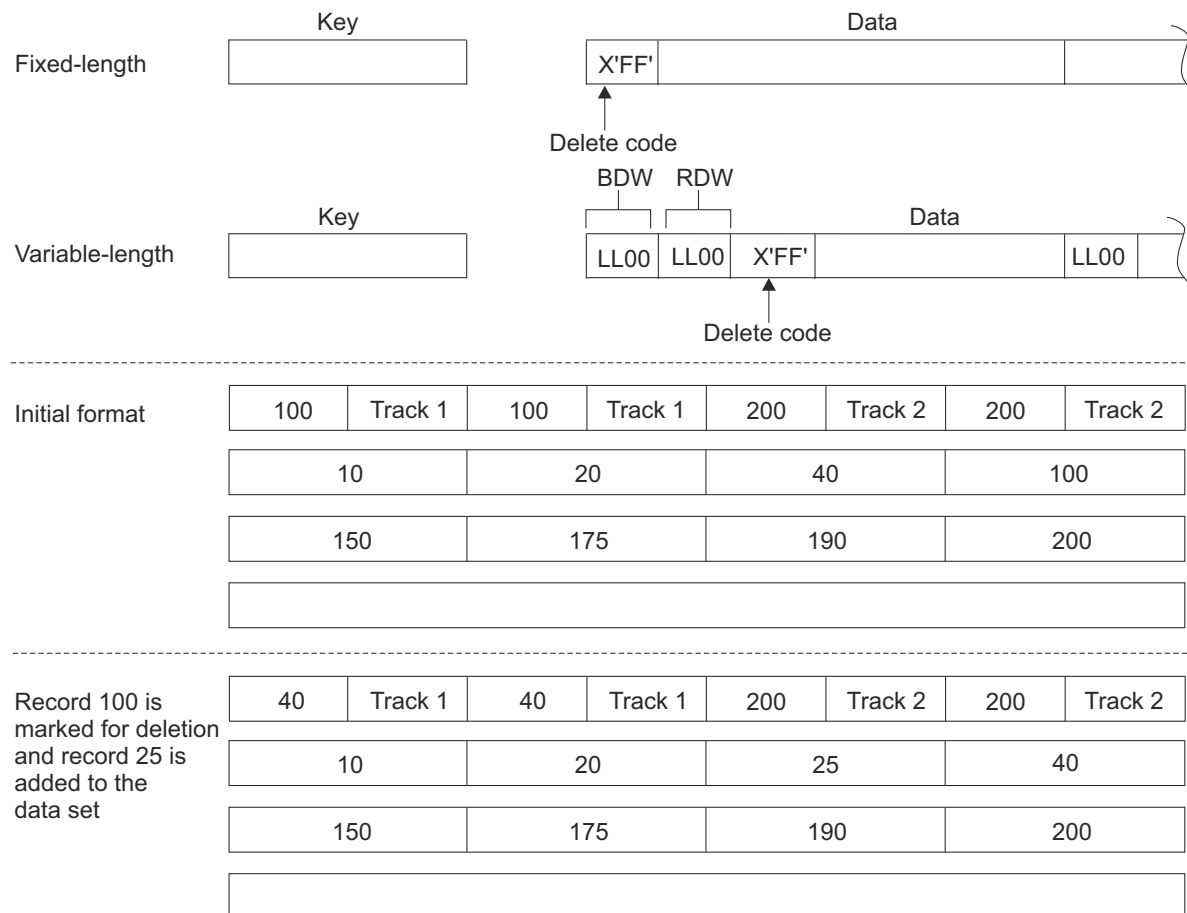 Key Data
Fixed-length X'FF'
Delete code
BDW RDW
Key Data
Variable-length LL00 LL00 X'FF' LL00
Delete code
Initial format 100 Track 1 100 Track 1 200 Track 2 200 Track 2
10 20 40 100
150 175 190 200
Record 100 is
marked for deletion
and record 25 is
added to the
data set
40 Track 1 40 Track 1 200 Track 2 200 Track 2
10 20 25 40
150 175 190 200